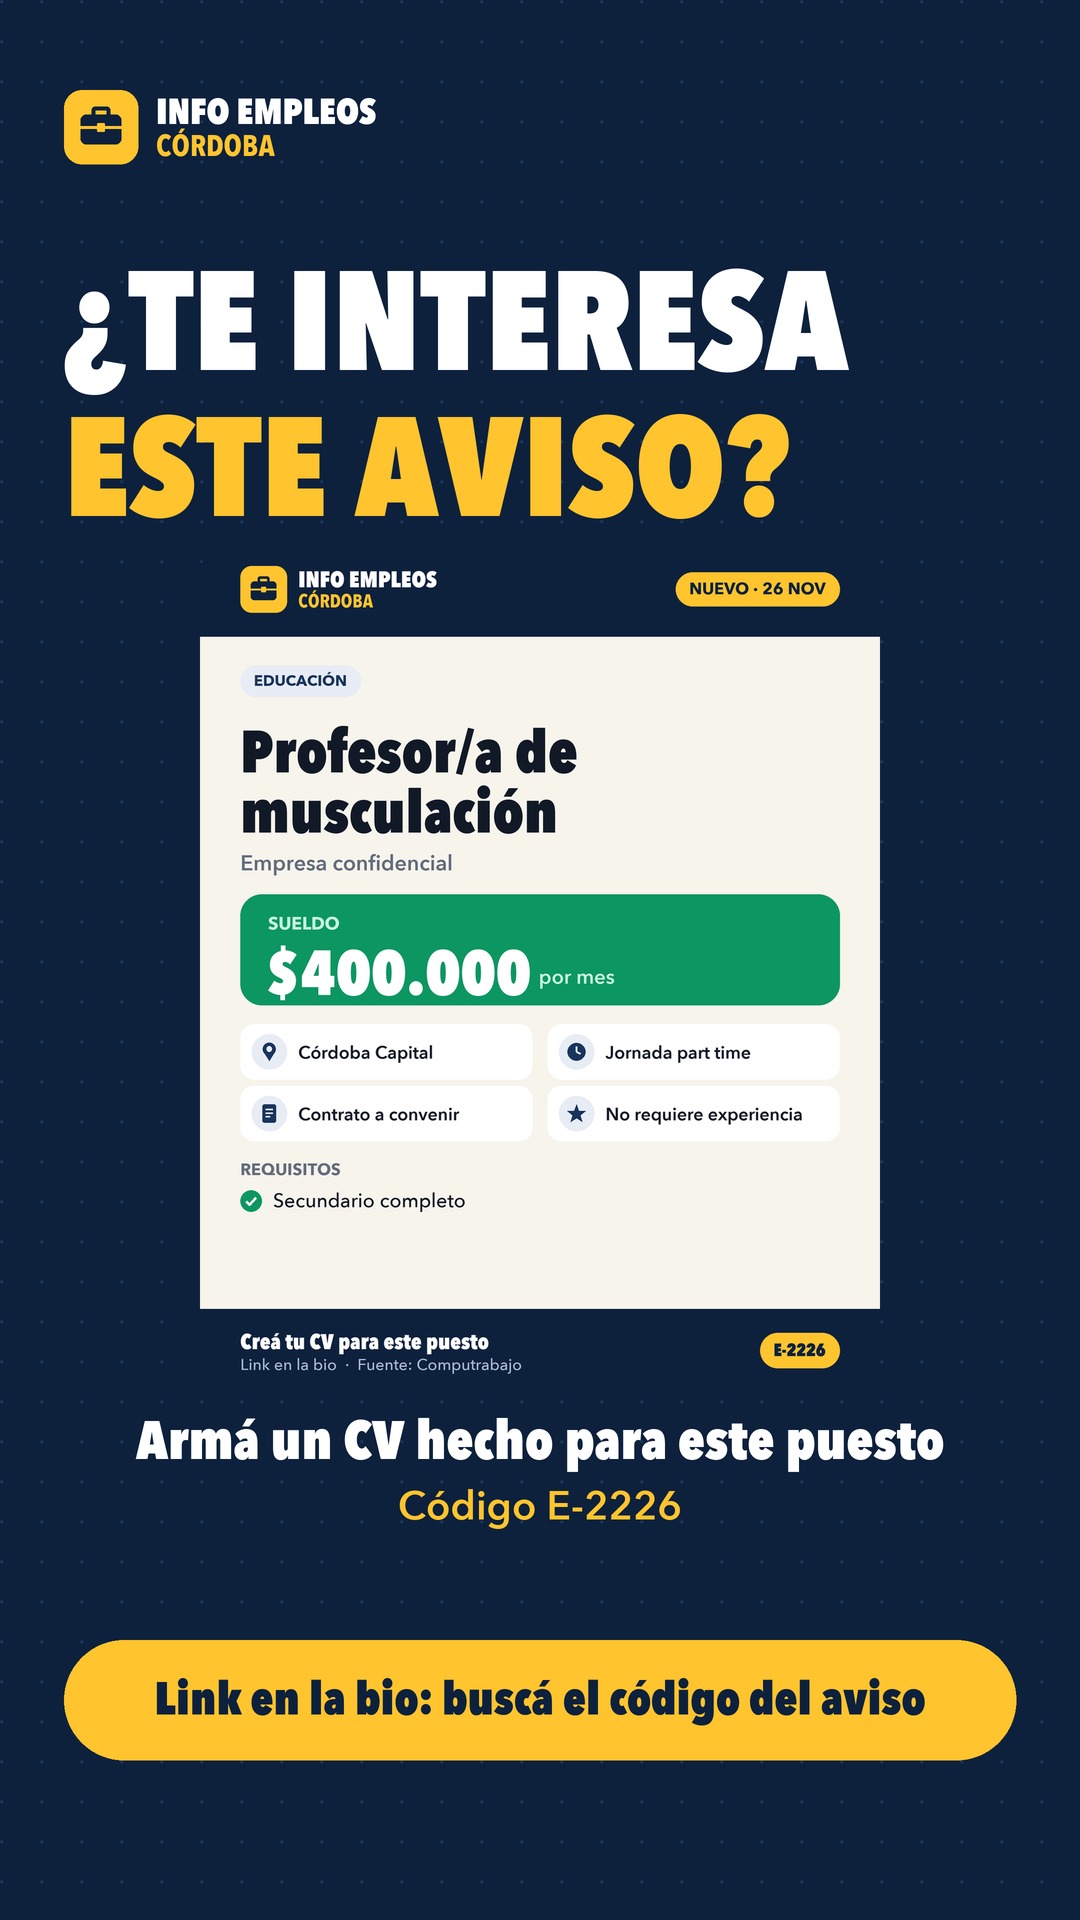 INFO EMPLEOS
CÓRDOBA
¿TE INTERESA
ESTE AVISO?
INFO EMPLEOS
CÓRDOBA
NUEVO · 26 NOV
EDUCACIÓN
Profesor/a de
musculación
Empresa confidencial
SUELDO
$400.000 por mes
Córdoba Capital
Jornada part time
Contrato a convenir
No requiere experiencia
REQUISITOS
Secundario completo
Creá tu CV para este puesto
Link en la bio · Fuente: Computrabajo
E-2226
Armá un CV hecho para este puesto
Código E-2226
Link en la bio: buscá el código del aviso